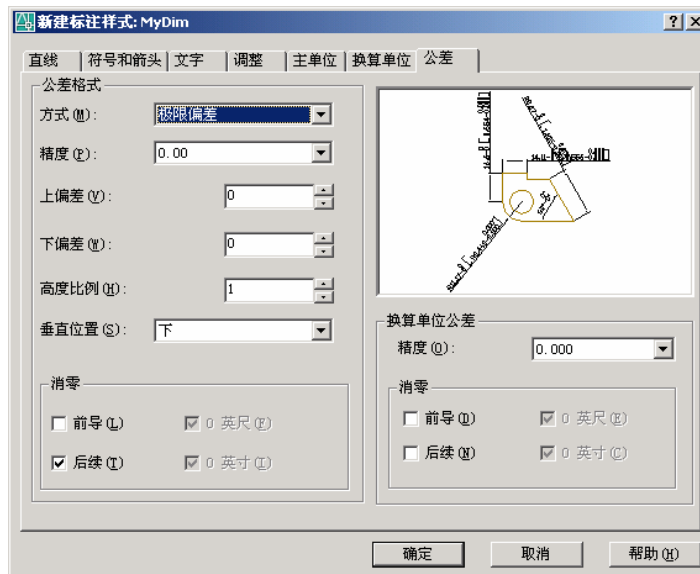 新建标注样式: MyDim
直线 符号和箭头 文字 调整 主单位 换算单位 公差
公差格式
方式(M): 极限偏差
精度(P): 0.00
上偏差(V): 0
下偏差(W): 0
高度比例(H): 1
垂直位置(S): 下
消零
前导(L) 0 英尺(F)
后续(T) 0 英寸(I)
换算单位公差
精度(O): 0.000
消零
前导(D) 0 英尺(E)
后续(N) 0 英寸(C)
确定 取消 帮助(H)